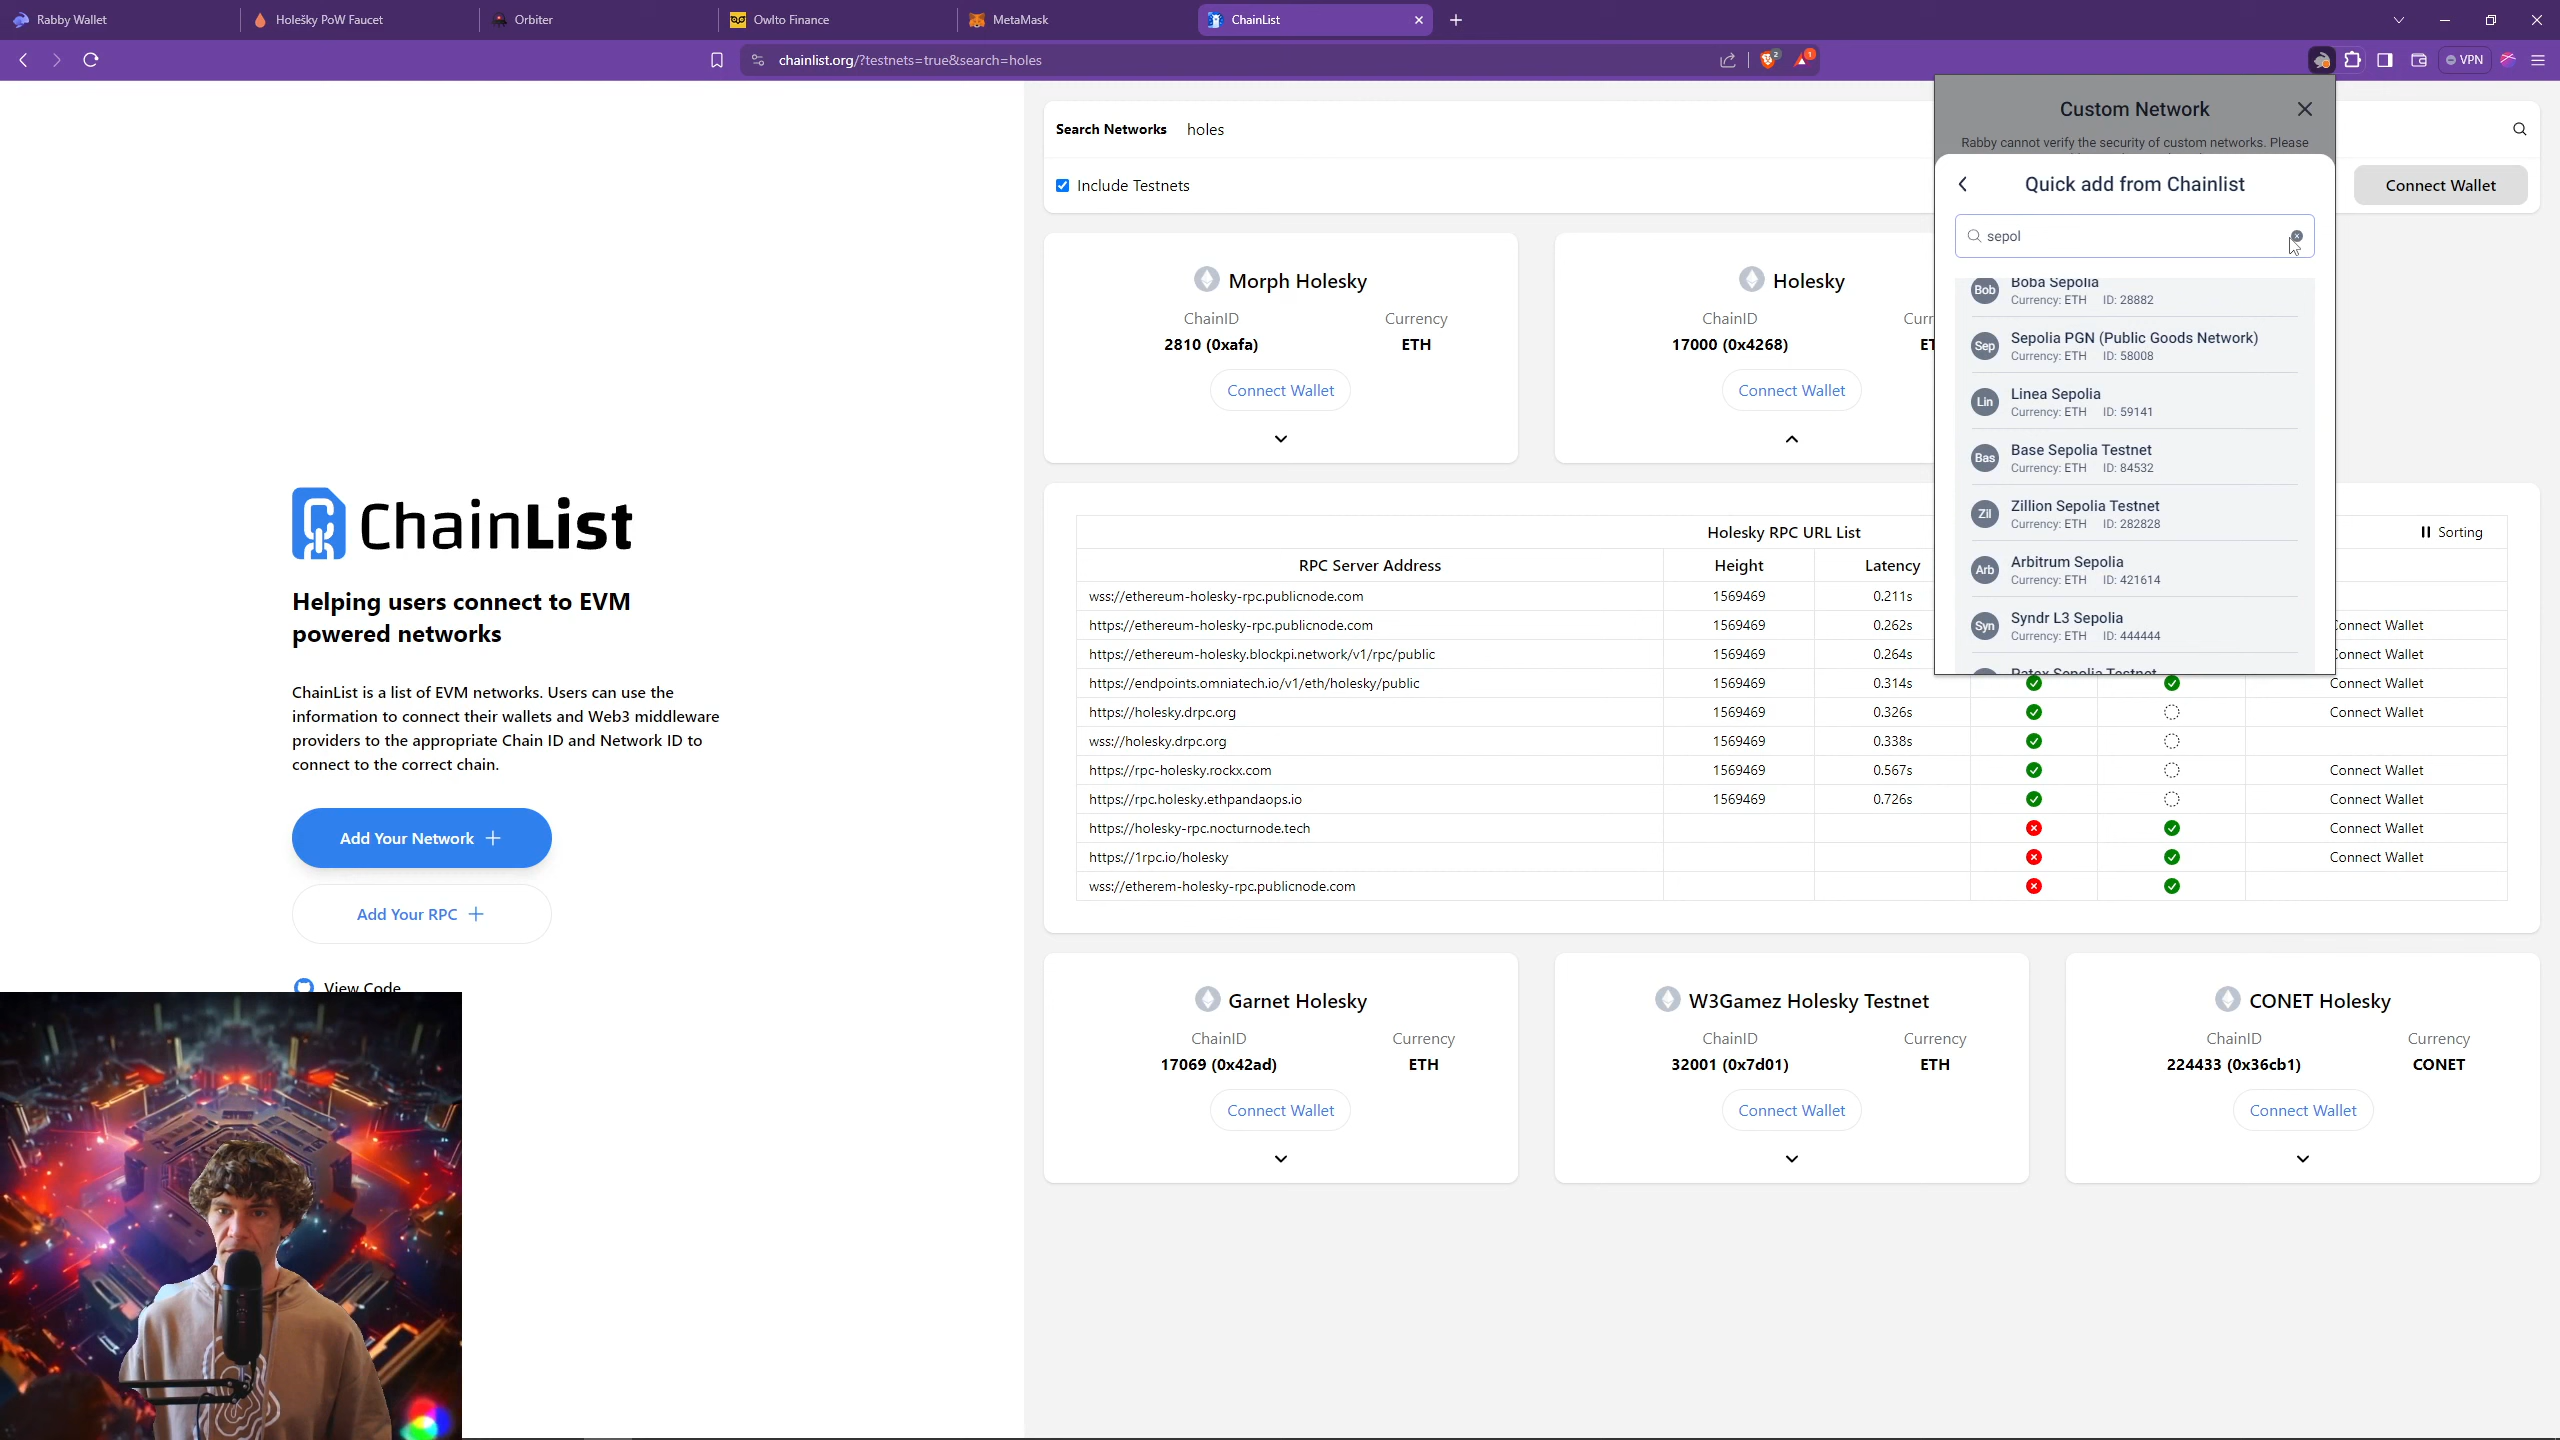 Rabby Wallet
Holešky PoW Faucet
Orbiter
Owlto Finance
MetaMask
ChainList
chainlist.org/?testnets=true&search=holes
2
1
VPN
ChainList
Helping users connect to EVM
powered networks
ChainList is a list of EVM networks. Users can use the
information to connect their wallets and Web3 middleware
providers to the appropriate Chain ID and Network ID to
connect to the correct chain.
Add Your Network
Add Your RPC
View Code
Search Networks holes
Include Testnets
Connect Wallet
Morph Holesky
ChainID Currency
2810 (0xafa) ETH
Connect Wallet
Holesky
ChainID
17000 (0x4268)
Connect Wallet
Custom Network
Rabby cannot verify the security of custom networks. Please
Quick add from Chainlist
sepol
Bob Boba Sepolia
Currency: ETH ID: 28882
Sep Sepolia PGN (Public Goods Network)
Currency: ETH ID: 58008
Lin Linea Sepolia
Currency: ETH ID: 59141
Bas Base Sepolia Testnet
Currency: ETH ID: 84532
Zil Zillion Sepolia Testnet
Currency: ETH ID: 282828
Arb Arbitrum Sepolia
Currency: ETH ID: 421614
Syn Syndr L3 Sepolia
Currency: ETH ID: 444444
Sepolia Testnet
Holesky RPC URL List
Sorting
RPC Server Address Height Latency
wss://ethereum-holesky-rpc.publicnode.com 1569469 0.211s
https://ethereum-holesky-rpc.publicnode.com 1569469 0.262s Connect Wallet
https://ethereum-holesky.blockpi.network/v1/rpc/public 1569469 0.264s Connect Wallet
https://endpoints.omniatech.io/v1/eth/holesky/public 1569469 0.314s Connect Wallet
https://holesky.drpc.org 1569469 0.326s Connect Wallet
wss://holesky.drpc.org 1569469 0.338s
https://rpc-holesky.rockx.com 1569469 0.567s Connect Wallet
https://rpc.holesky.ethpandaops.io 1569469 0.726s Connect Wallet
https://holesky-rpc.nocturnode.tech Connect Wallet
https://1rpc.io/holesky Connect Wallet
wss://etherem-holesky-rpc.publicnode.com
Garnet Holesky
ChainID Currency
17069 (0x42ad) ETH
Connect Wallet
W3Gamez Holesky Testnet
ChainID Currency
32001 (0x7d01) ETH
Connect Wallet
CONET Holesky
ChainID Currency
224433 (0x36cb1) CONET
Connect Wallet